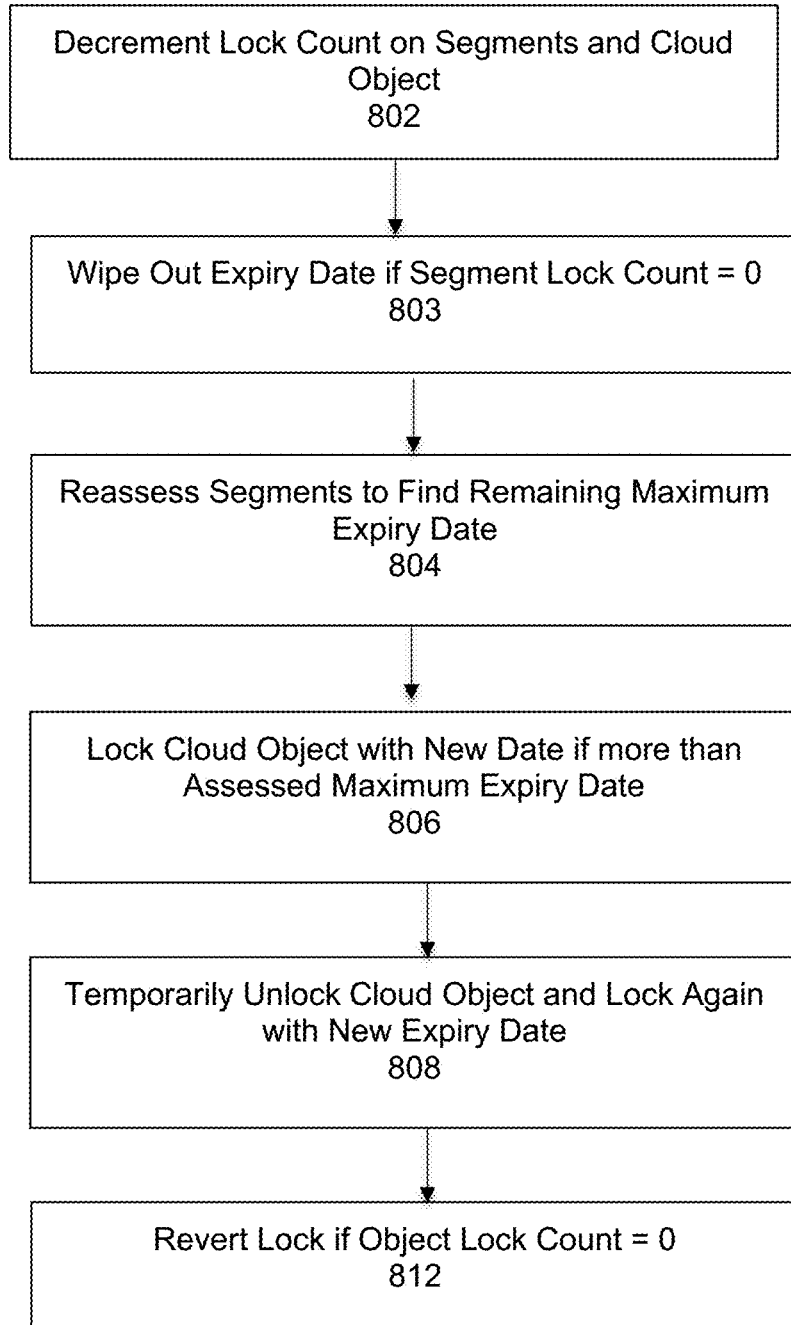 Decrement Lock Count on Segments and Cloud
Object
802
Wipe Out Expiry Date if Segment Lock Count = 0
803
Reassess Segments to Find Remaining Maximum
Expiry Date
804
Lock Cloud Object with New Date if more than
Assessed Maximum Expiry Date
806
Temporarily Unlock Cloud Object and Lock Again
with New Expiry Date
808
Revert Lock if Object Lock Count = 0
812